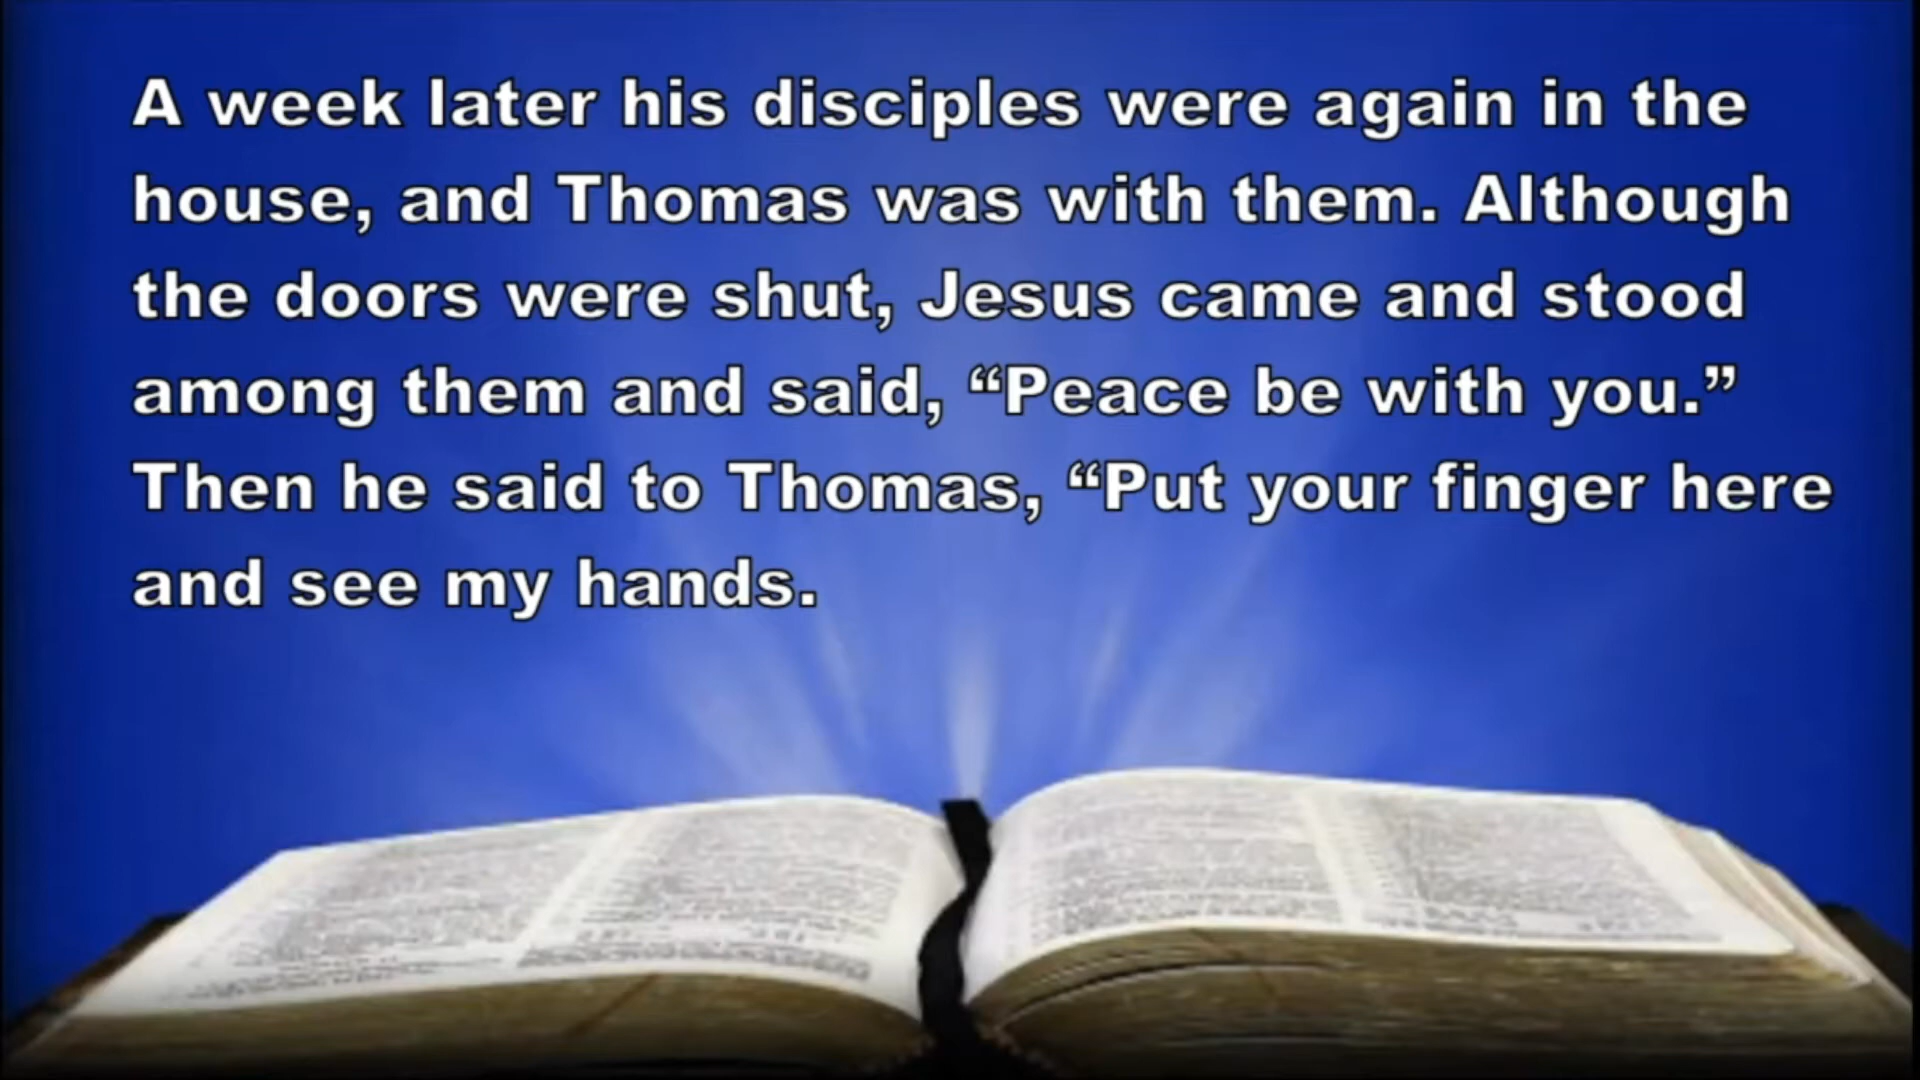 A week later his disciples were again in the
house, and Thomas was with them. Although
the doors were shut, Jesus came and stood
among them and said, “Peace be with you.”
Then he said to Thomas, “Put your finger here
and see my hands.